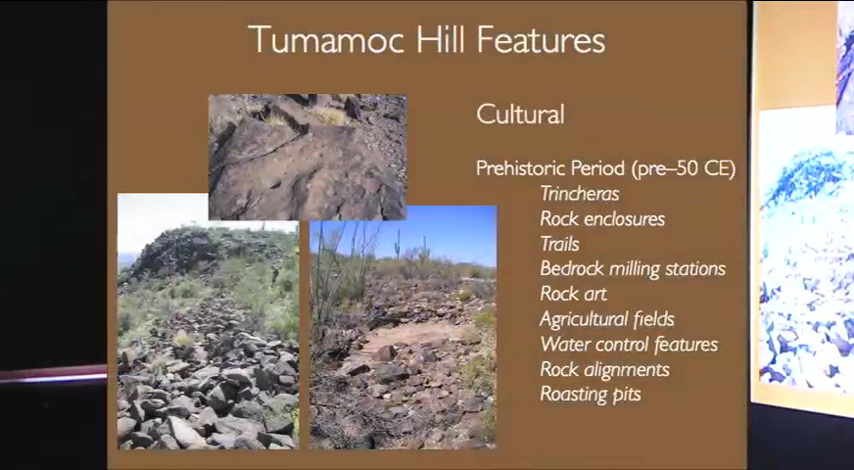 Tumamoc Hill Features
Cultural
Prehistoric Period (pre–50 CE)
Trincheras
Rock enclosures
Trails
Bedrock milling stations
Rock art
Agricultural fields
Water control features
Rock alignments
Roasting pits